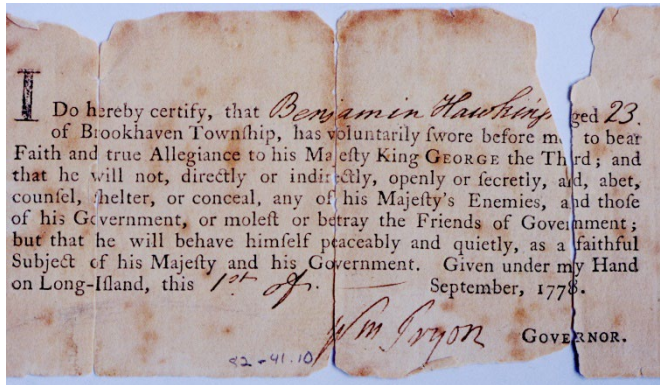 I Do hereby certify, that Benjamin Hawkins aged 23.
of Brookhaven Townſhip, has voluntarily ſwore before me to bear
Faith and true Allegiance to his Majeſty King GEORGE the Third; and
that he will not, directly or indirectly, openly or ſecretly, aid, abet,
counſel, ſhelter, or conceal, any of his Majeſty's Enemies, and thoſe
of his Government, or moleſt or betray the Friends of Government;
but that he will behave himſelf peaceably and quietly, as a faithful
Subject of his Majeſty and his Government. Given under my Hand
on Long-Iſland, this 1st of. September, 1778.
Wm Tryon GOVERNOR.
82-41.10